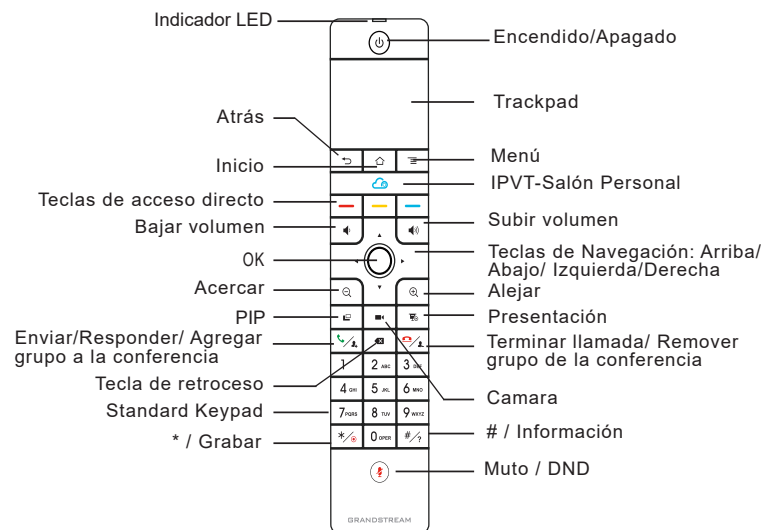 Indicador LED
Encendido/Apagado
Trackpad
Atrás
Menú
Inicio
IPVT-Salón Personal
Teclas de acceso directo
Subir volumen
Bajar volumen
OK
Teclas de Navegación: Arriba/
Abajo/ Izquierda/Derecha
Acercar
Alejar
PIP
Presentación
Enviar/Responder/ Agregar
grupo a la conferencia
Terminar llamada/ Remover
grupo de la conferencia
Tecla de retroceso
Camara
Standard Keypad
* / Grabar
# / Información
Muto / DND
1 2 ABC 3 DEF
4 GHI 5 JKL 6 MNO
7 PQRS 8 TUV 9 WXYZ
*/ 0 OPER #/?
GRANDSTREAM